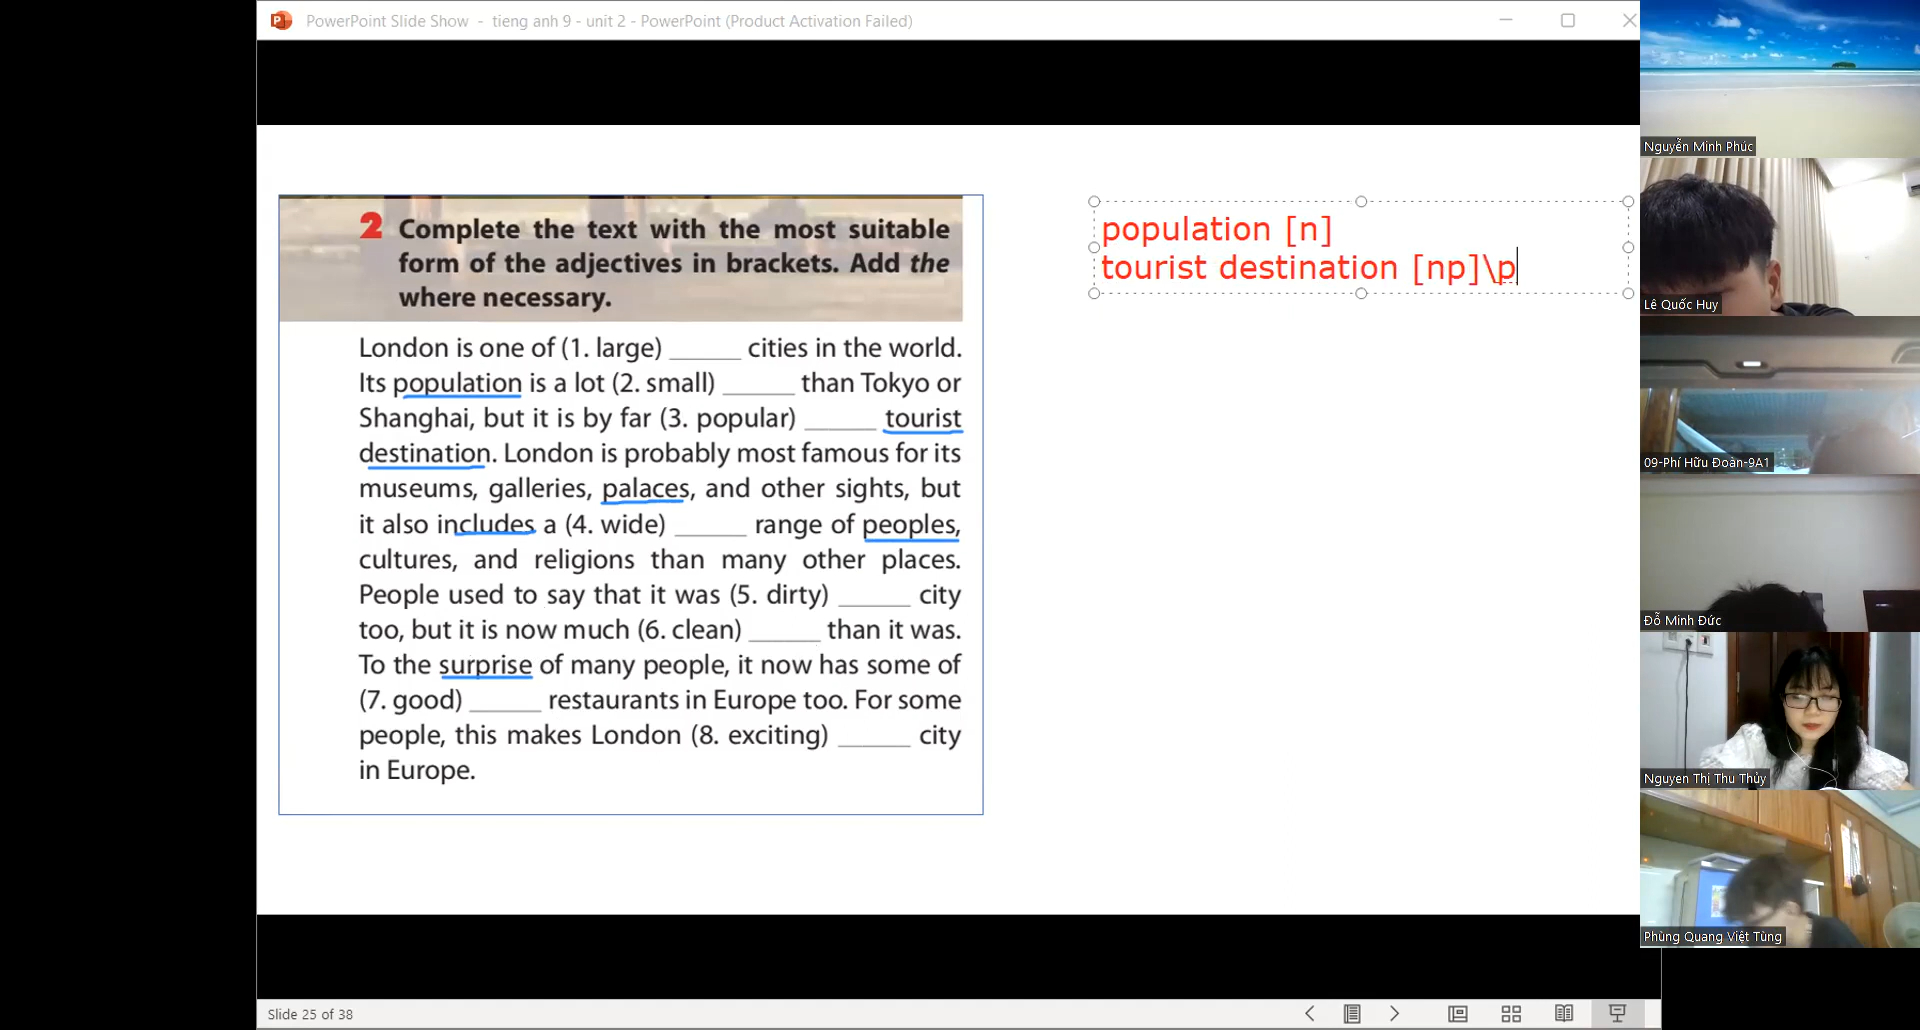 PowerPoint Slide Show - tieng anh 9 - unit 2 - PowerPoint (Product Activation Failed)
2 Complete the text with the most suitable
form of the adjectives in brackets. Add the
where necessary.
London is one of (1. large) ______ cities in the world.
Its population is a lot (2. small) ______ than Tokyo or
Shanghai, but it is by far (3. popular) ______ tourist
destination. London is probably most famous for its
museums, galleries, palaces, and other sights, but
it also includes a (4. wide) ______ range of peoples,
cultures, and religions than many other places.
People used to say that it was (5. dirty) ______ city
too, but it is now much (6. clean) ______ than it was.
To the surprise of many people, it now has some of
(7. good) ______ restaurants in Europe too. For some
people, this makes London (8. exciting) ______ city
in Europe.
population [n]
tourist destination [np]\p
Nguyễn Minh Phúc
Lê Quốc Huy
09-Phí Hữu Đoàn-9A1
Đỗ Minh Đức
Nguyen Thị Thu Thủy
Phùng Quang Việt Tùng
Slide 25 of 38